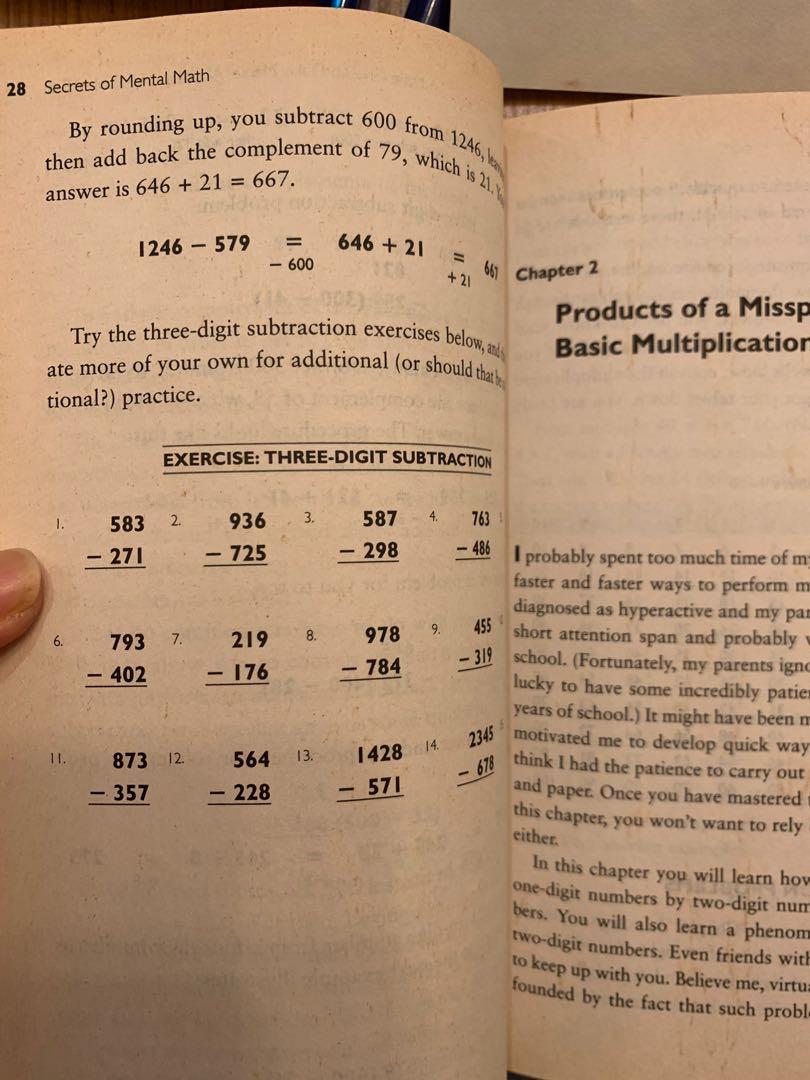 28 Secrets of Mental Math
By rounding up, you subtract 600 from 1246,
then add back the complement of 79, which is 21.
answer is 646 + 21 = 667.
1246 – 579 = 646 + 21 = 667
– 600 + 21
Try the three-digit subtraction exercises below, and
ate more of your own for additional (or should that be
tional?) practice.
EXERCISE: THREE-DIGIT SUBTRACTION
1. 583 2. 936 3. 587 4. 763
– 271 – 725 – 298 – 486
6. 793 7. 219 8. 978 9. 455
– 402 – 176 – 784 – 319
11. 873 12. 564 13. 1428 14. 2345
– 357 – 228 – 571 – 678
Chapter 2
Products of a Missp
Basic Multiplication
I probably spent too much time of my
faster and faster ways to perform m
diagnosed as hyperactive and my par
short attention span and probably
school. (Fortunately, my parents igno
lucky to have some incredibly patie
years of school.) It might have been m
motivated me to develop quick way
think I had the patience to carry out
and paper. Once you have mastered
this chapter, you won't want to rely
either.
In this chapter you will learn how
one-digit numbers by two-digit num
bers. You will also learn a phenom
two-digit numbers. Even friends with
to keep up with you. Believe me, virtu
founded by the fact that such probl